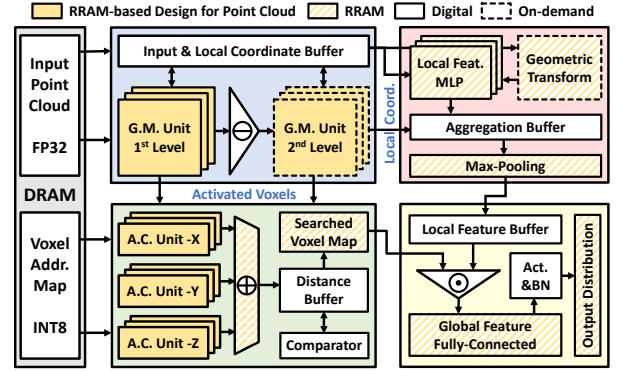 RRAM-based Design for Point Cloud
RRAM
Digital
On-demand
Input
Point
Cloud
FP32
DRAM
Voxel
Addr.
Map
INT8
Input & Local Coordinate Buffer
G.M. Unit
1st Level
G.M. Unit
2nd Level
Local Coord.
Local Feat.
MLP
Geometric
Transform
Aggregation Buffer
Max-Pooling
Activated Voxels
A.C. Unit -X
A.C. Unit -Y
A.C. Unit -Z
Searched
Voxel Map
Distance
Buffer
Comparator
Local Feature Buffer
Act.
&BN
Global Feature
Fully-Connected
Output Distribution